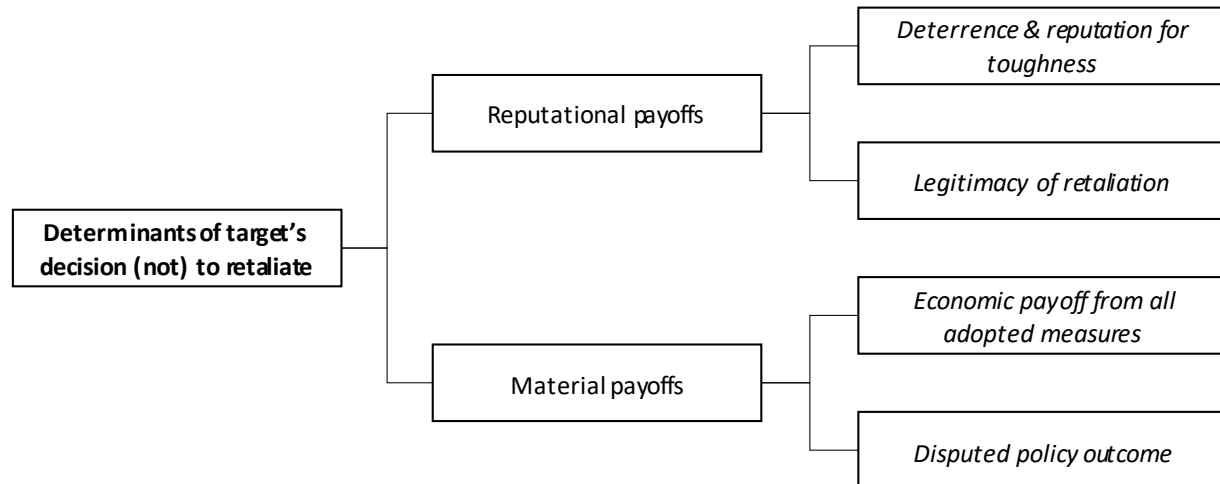 Deterrence & reputation for
toughness
Reputational payoffs
Legitimacy of retaliation
Determinants of target's
decision (not) to retaliate
Economic payoff from all
adopted measures
Material payoffs
Disputed policy outcome